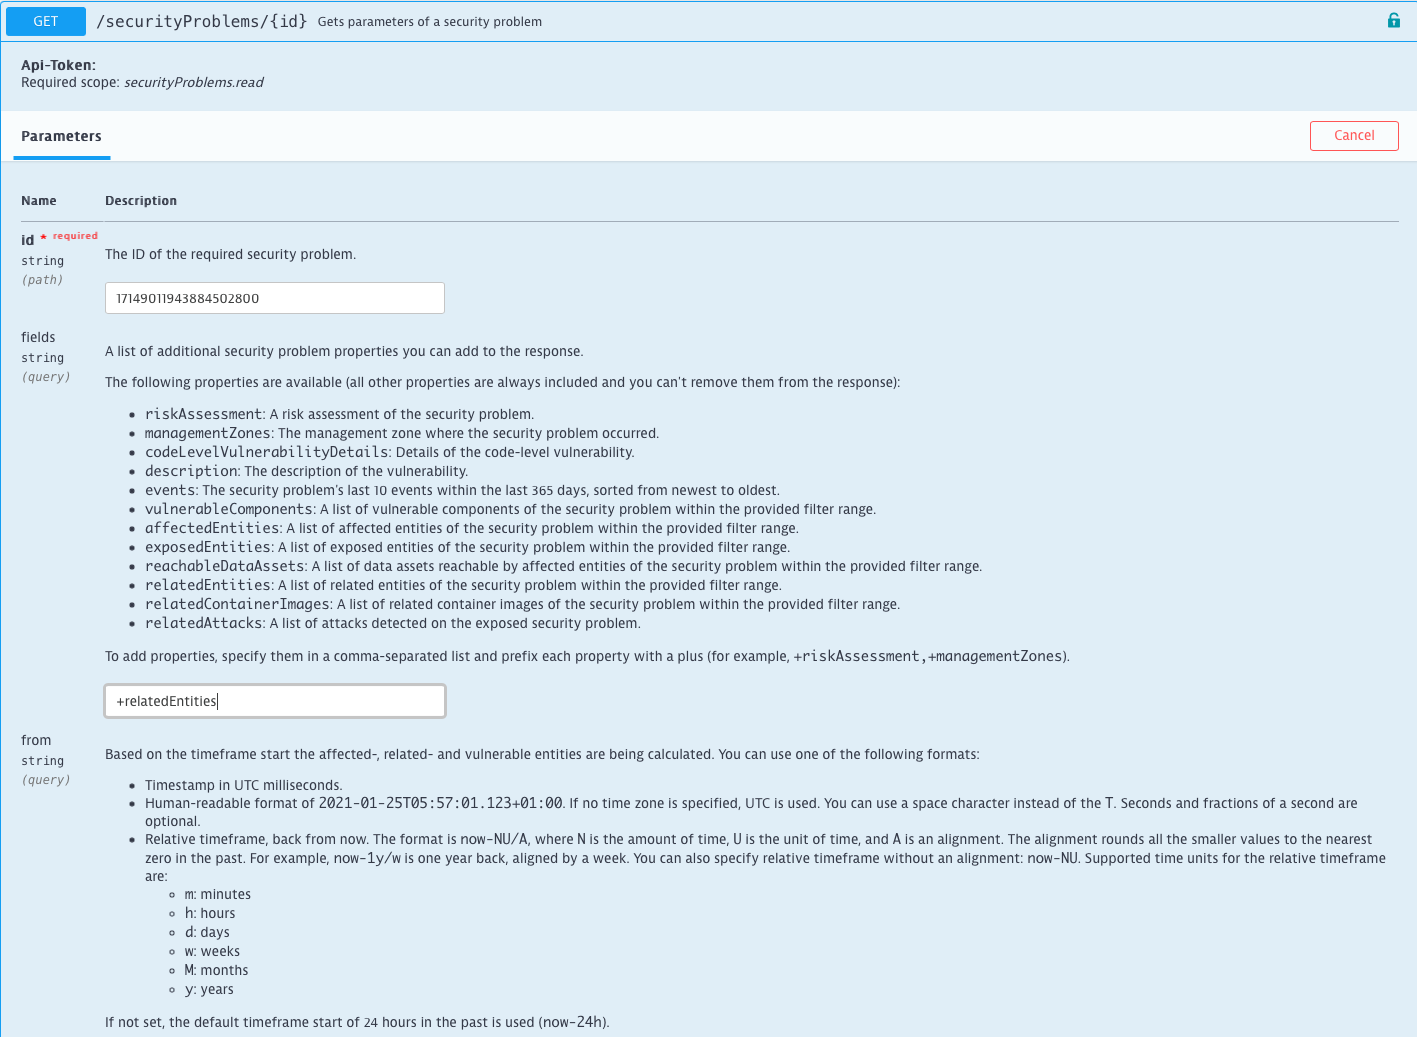 GET /securityProblems/{id} Gets parameters of a security problem
Api-Token:
Required scope: securityProblems.read
Parameters
Cancel
Name Description
id * required
string
(path)
The ID of the required security problem.
17149011943884502800
fields
string
(query)
A list of additional security problem properties you can add to the response.
The following properties are available (all other properties are always included and you can't remove them from the response):
• riskAssessment: A risk assessment of the security problem.
• managementZones: The management zone where the security problem occurred.
• codeLevelVulnerabilityDetails: Details of the code-level vulnerability.
• description: The description of the vulnerability.
• events: The security problem's last 10 events within the last 365 days, sorted from newest to oldest.
• vulnerableComponents: A list of vulnerable components of the security problem within the provided filter range.
• affectedEntities: A list of affected entities of the security problem within the provided filter range.
• exposedEntities: A list of exposed entities of the security problem within the provided filter range.
• reachableDataAssets: A list of data assets reachable by affected entities of the security problem within the provided filter range.
• relatedEntities: A list of related entities of the security problem within the provided filter range.
• relatedContainerImages: A list of related container images of the security problem within the provided filter range.
• relatedAttacks: A list of attacks detected on the exposed security problem.
To add properties, specify them in a comma-separated list and prefix each property with a plus (for example, +riskAssessment,+managementZones).
+relatedEntities
from
string
(query)
Based on the timeframe start the affected-, related- and vulnerable entities are being calculated. You can use one of the following formats:
• Timestamp in UTC milliseconds.
• Human-readable format of 2021-01-25T05:57:01.123+01:00. If no time zone is specified, UTC is used. You can use a space character instead of the T. Seconds and fractions of a second are
optional.
• Relative timeframe, back from now. The format is now-NU/A, where N is the amount of time, U is the unit of time, and A is an alignment. The alignment rounds all the smaller values to the nearest
zero in the past. For example, now-1y/w is one year back, aligned by a week. You can also specify relative timeframe without an alignment: now-NU. Supported time units for the relative timeframe
are:
◦ m: minutes
◦ h: hours
◦ d: days
◦ w: weeks
◦ M: months
◦ y: years
If not set, the default timeframe start of 24 hours in the past is used (now-24h).